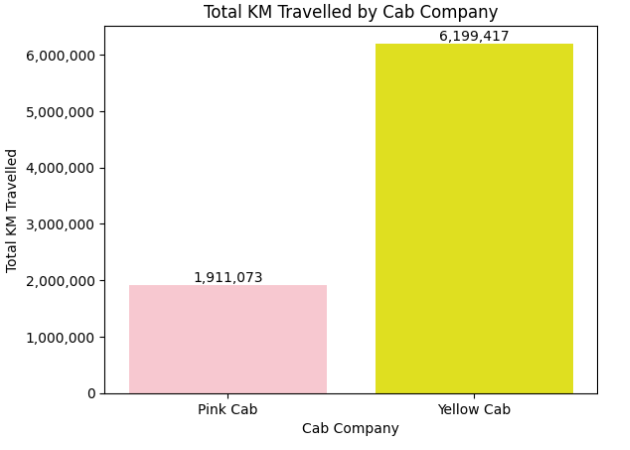 Total KM Travelled by Cab Company
6,199,417
6,000,000
5,000,000
4,000,000
3,000,000
2,000,000
1,000,000
0
Total KM Travelled
1,911,073
Pink Cab
Yellow Cab
Cab Company